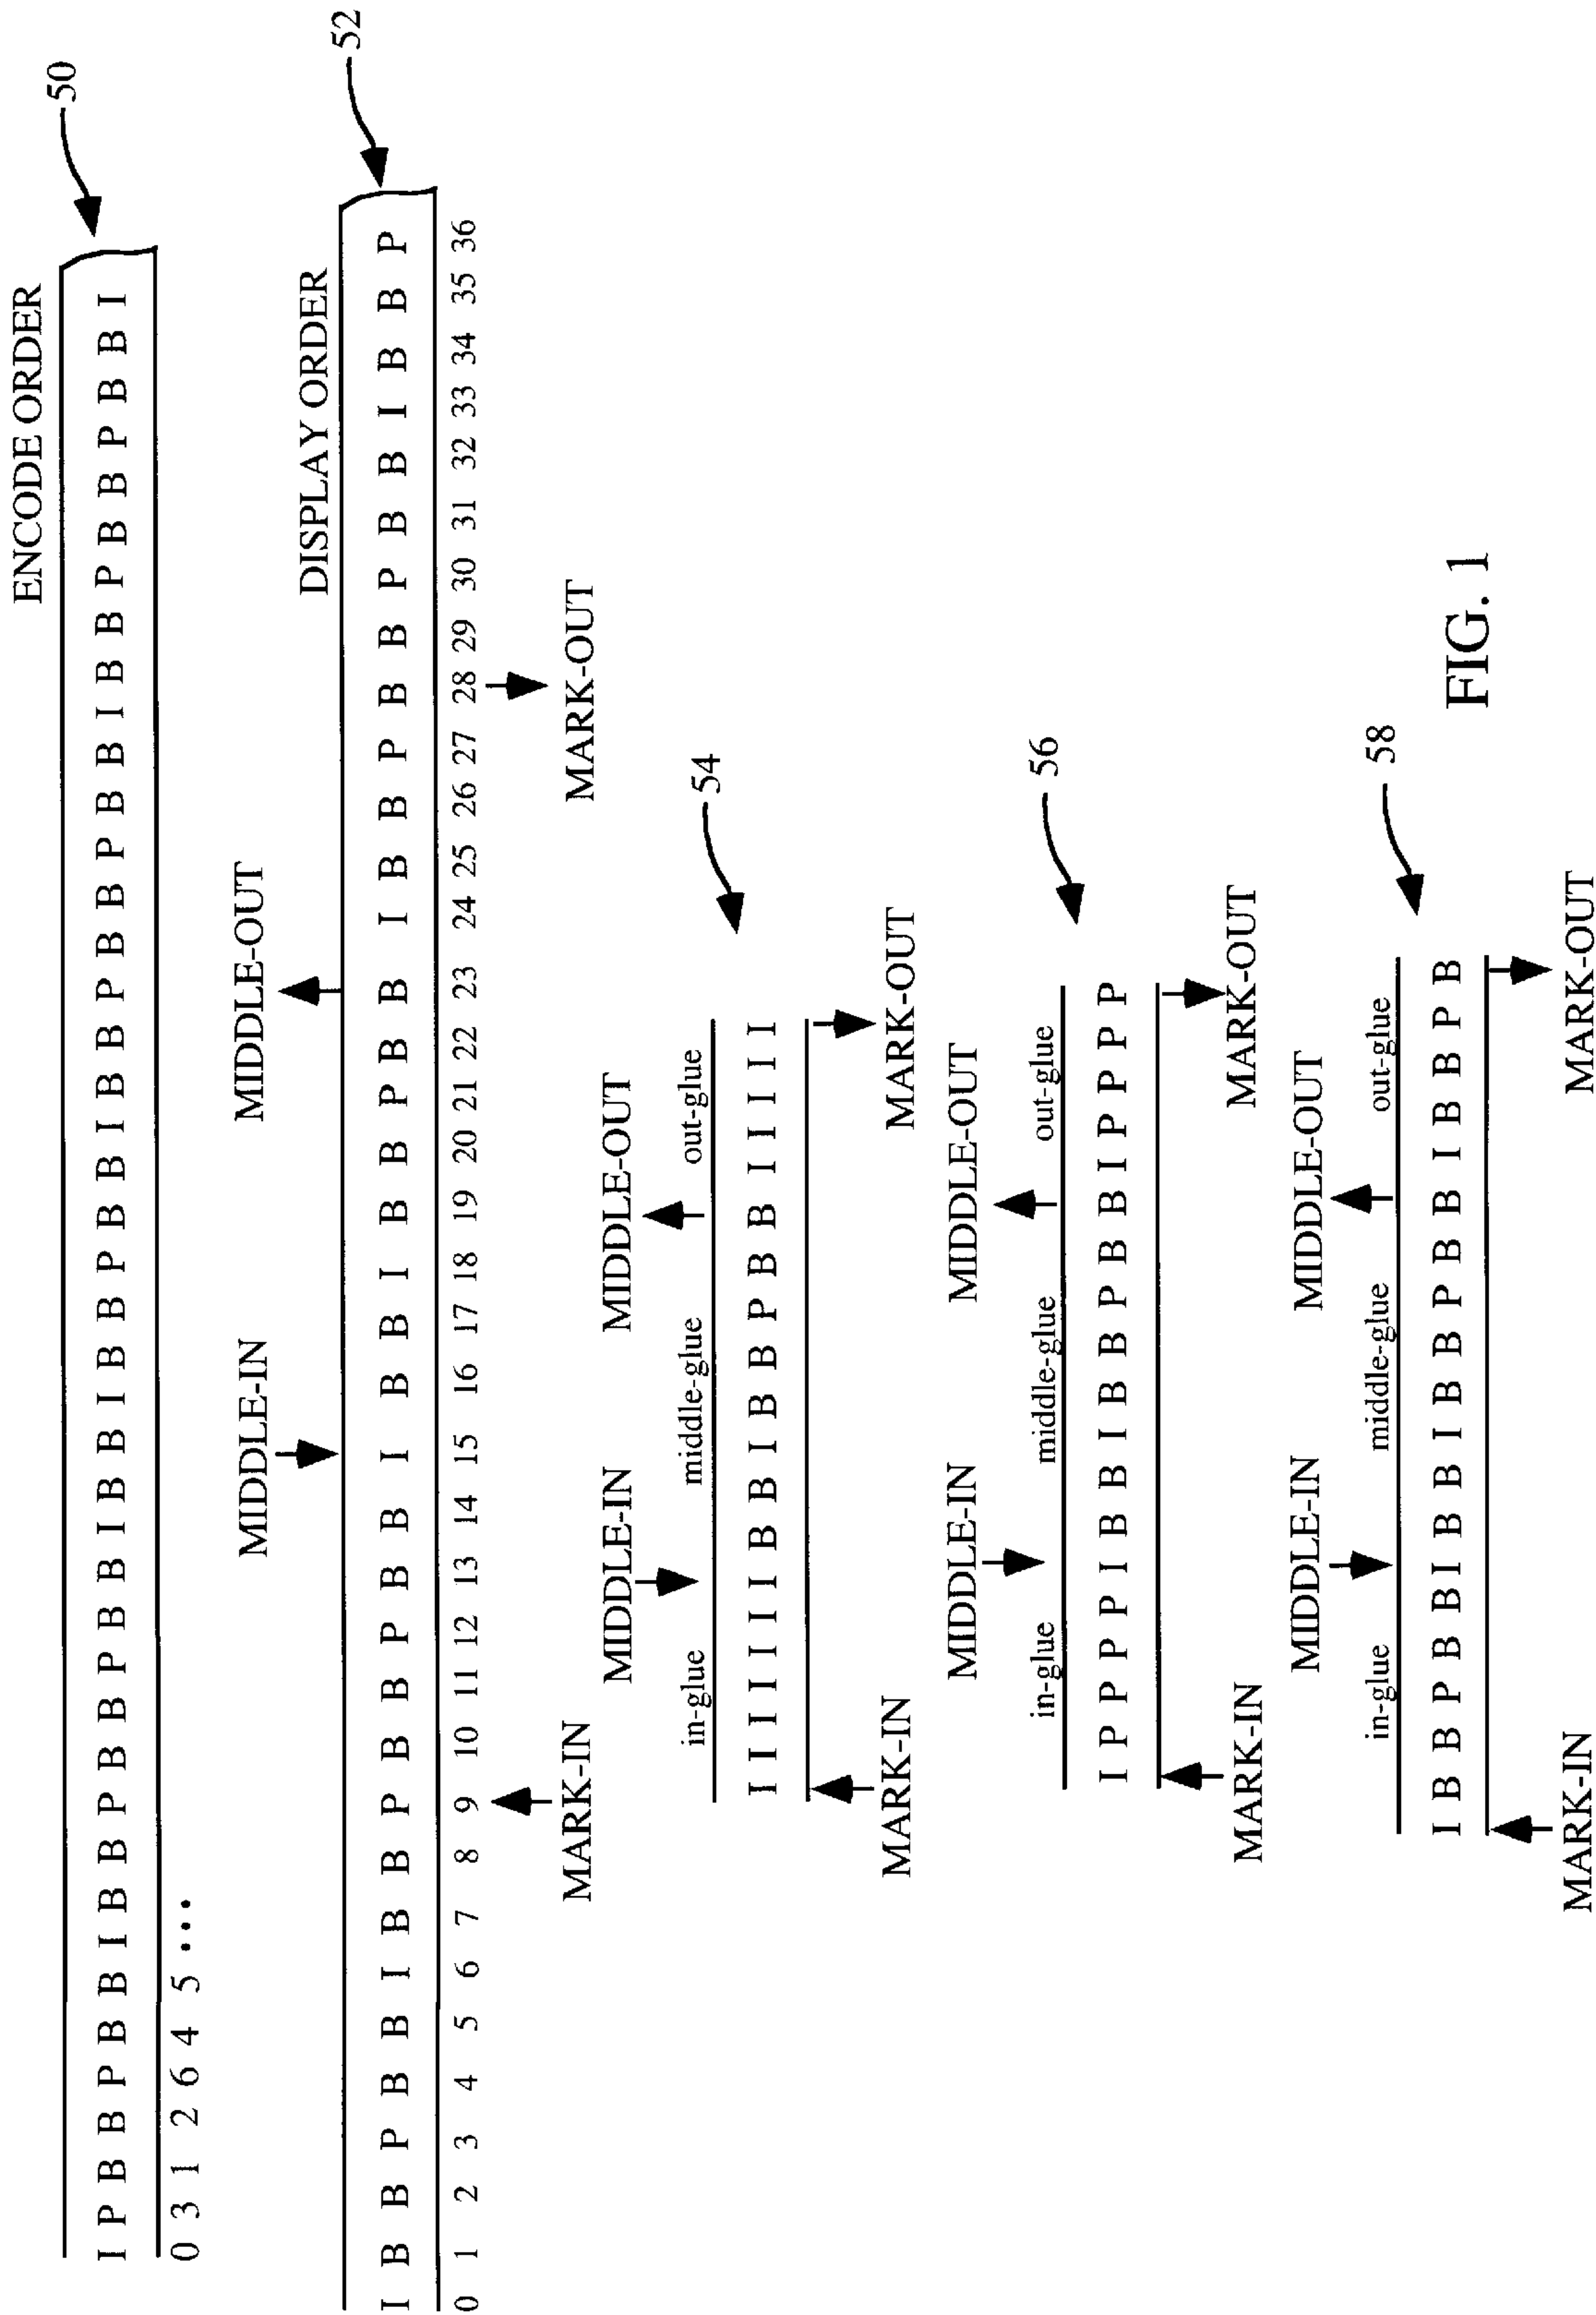 ENCODE ORDER
50
I P B B P B B I B B P B B P B B I B B I B B P B B I B B P B B P B B I B B P B B P B B I
0 3 1 2 6 4 5 ...
MIDDLE-IN
MIDDLE-OUT
DISPLAY ORDER
52
I B B P B B I B B P B B P B B I B B I B B P B B I B B P B B P B B I B B P
0 1 2 3 4 5 6 7 8 9 10 11 12 13 14 15 16 17 18 19 20 21 22 23 24 25 26 27 28 29 30 31 32 33 34 35 36
MARK-IN
MARK-OUT
MIDDLE-IN
MIDDLE-OUT
54
in-glue middle-glue out-glue
I I I I I I I B B I B B P B B I I I I I
MARK-IN
MARK-OUT
MIDDLE-IN
MIDDLE-OUT
56
in-glue middle-glue out-glue
I P P P P I B B I B B P B B I P P P P
MARK-IN
MARK-OUT
MIDDLE-IN
MIDDLE-OUT
58
in-glue middle-glue out-glue
I B B P B B I B B I B B P B B I B B P B
MARK-IN
MARK-OUT
FIG. 1